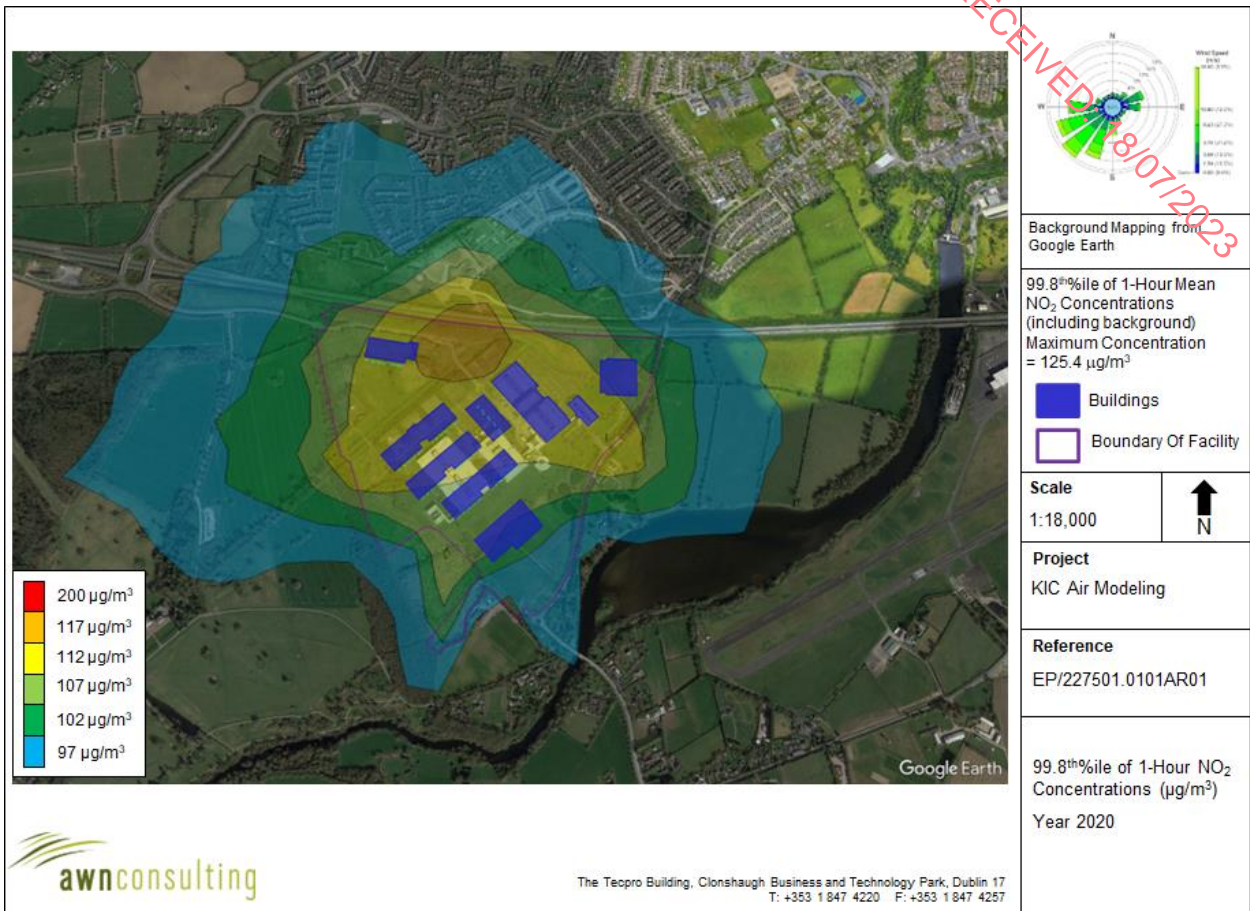 RECEIVED: 18/07/2023
N
Wind Speed
W
E
S
Background Mapping from
Google Earth
99.8th%ile of 1-Hour Mean
NO₂ Concentrations
(including background)
Maximum Concentration
= 125.4 µg/m³
Buildings
Boundary Of Facility
Scale
1:18,000
N
Project
KIC Air Modeling
Reference
EP/227501.0101AR01
99.8th%ile of 1-Hour NO₂
Concentrations (µg/m³)
Year 2020
200 µg/m³
117 µg/m³
112 µg/m³
107 µg/m³
102 µg/m³
97 µg/m³
Google Earth
awnconsulting
The Tecpro Building, Clonshaugh Business and Technology Park, Dublin 17
T: +353 1 847 4220 F: +353 1 847 4257